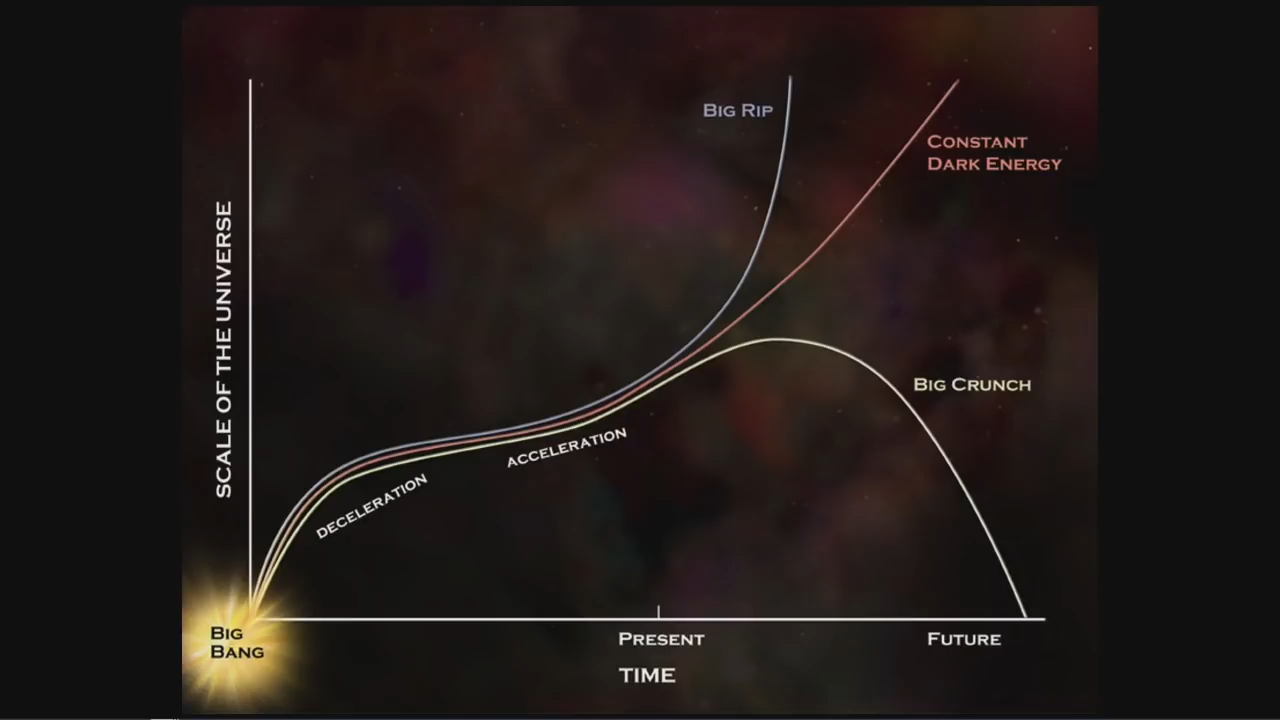 BIG RIP
CONSTANT
DARK ENERGY
SCALE OF THE UNIVERSE
BIG CRUNCH
ACCELERATION
DECELERATION
BIG
BANG
PRESENT
FUTURE
TIME